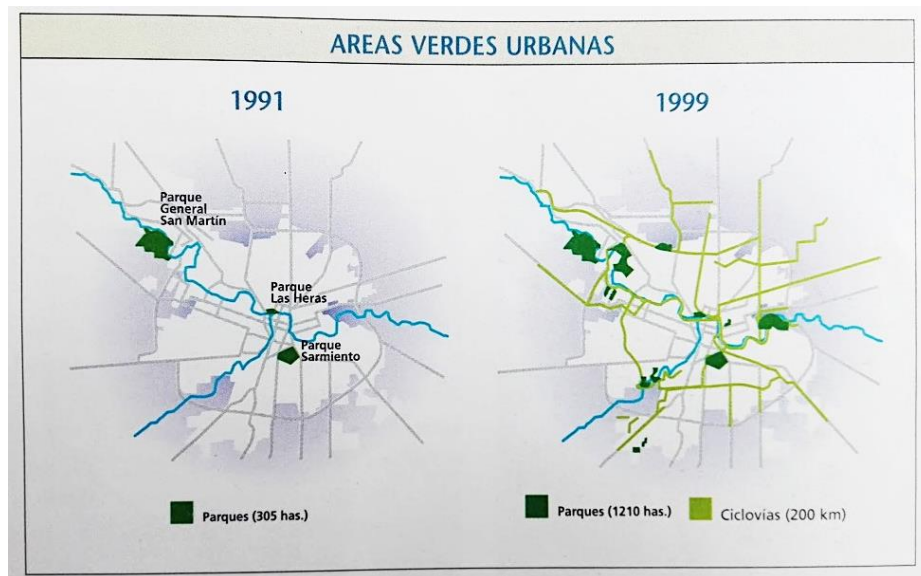 AREAS VERDES URBANAS
1991
Parque
General
San Martín
Parque
Las Heras
Parque
Sarmiento
Parques (305 has.)
1999
Parques (1210 has.)
Ciclovías (200 km)